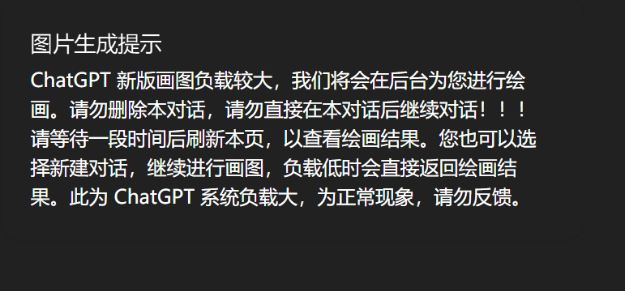 图片生成提示
ChatGPT 新版画图负载较大，我们将会在后台为您进行绘
画。请勿删除本对话，请勿直接在本对话后继续对话！！！
请等待一段时间后刷新本页，以查看绘画结果。您也可以选
择新建对话，继续进行画图，负载低时会直接返回绘画结
果。此为 ChatGPT 系统负载大，为正常现象，请勿反馈。